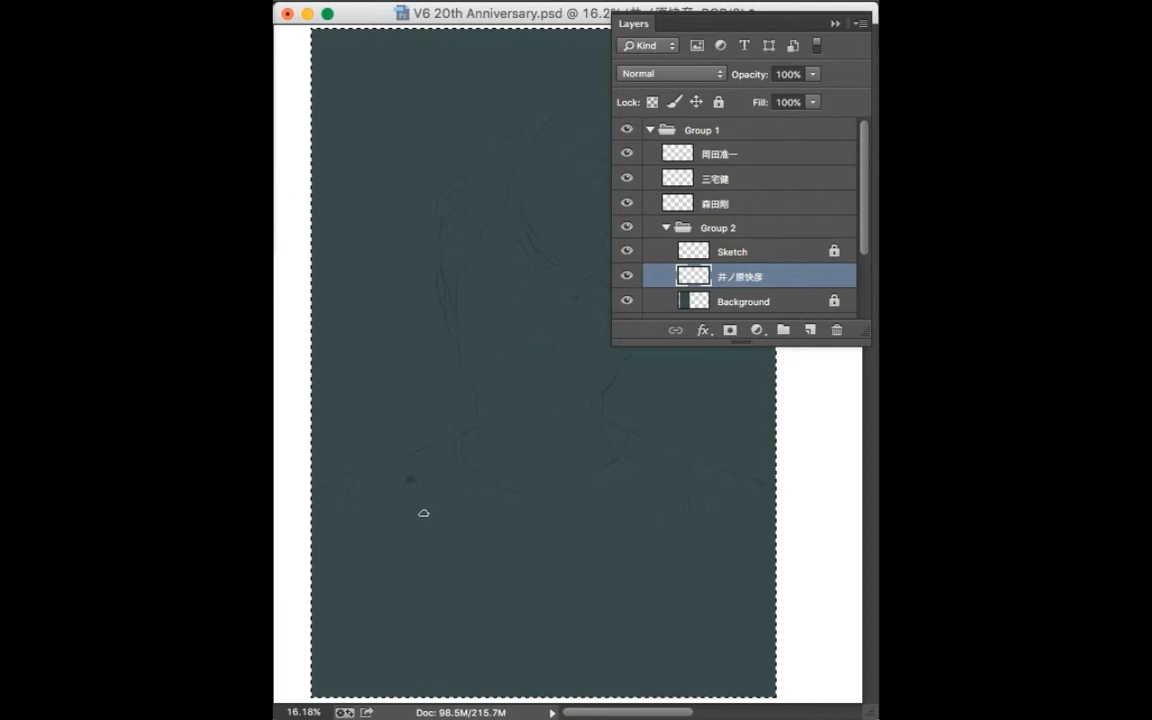 V6 20th Anniversary.psd @ 16.2%
Layers
Kind
Normal
Opacity: 100%
Lock:
Fill: 100%
Group 1
岡田准一
三宅健
森田剛
Group 2
Sketch
井ノ原快彦
Background
fx
16.18%
Doc: 98.5M/215.7M